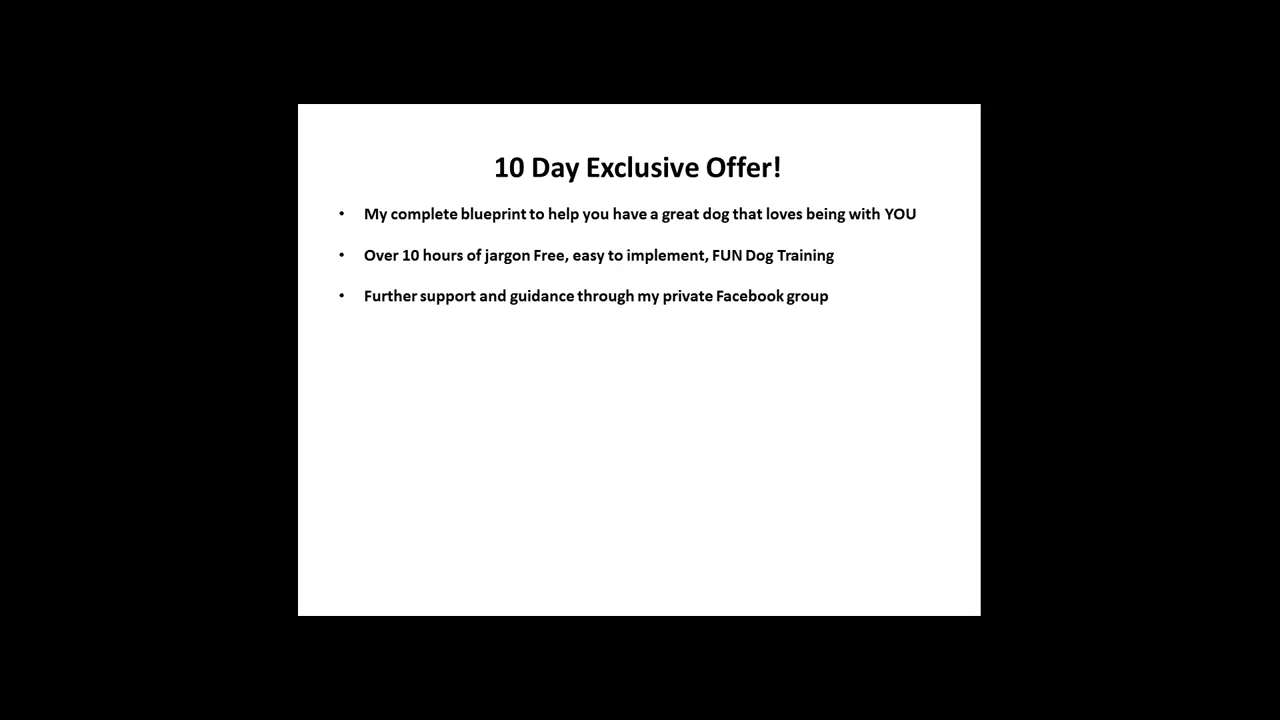 10 Day Exclusive Offer!
• My complete blueprint to help you have a great dog that loves being with YOU
• Over 10 hours of jargon Free, easy to implement, FUN Dog Training
• Further support and guidance through my private Facebook group